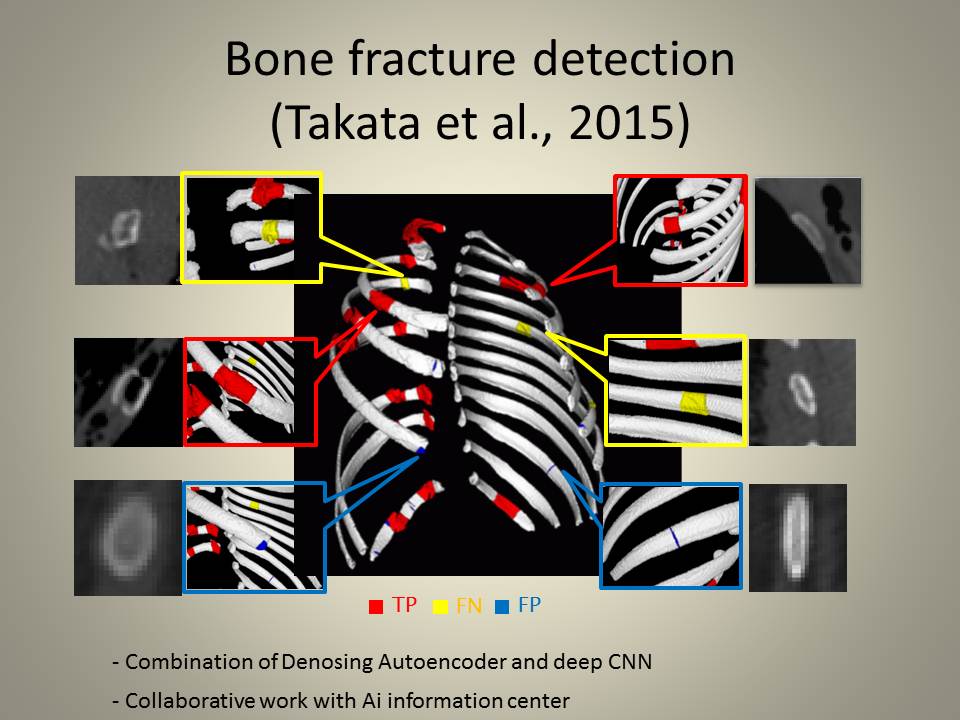 Bone fracture detection
(Takata et al., 2015)
TP FN FP
- Combination of Denosing Autoencoder and deep CNN
- Collaborative work with Ai information center